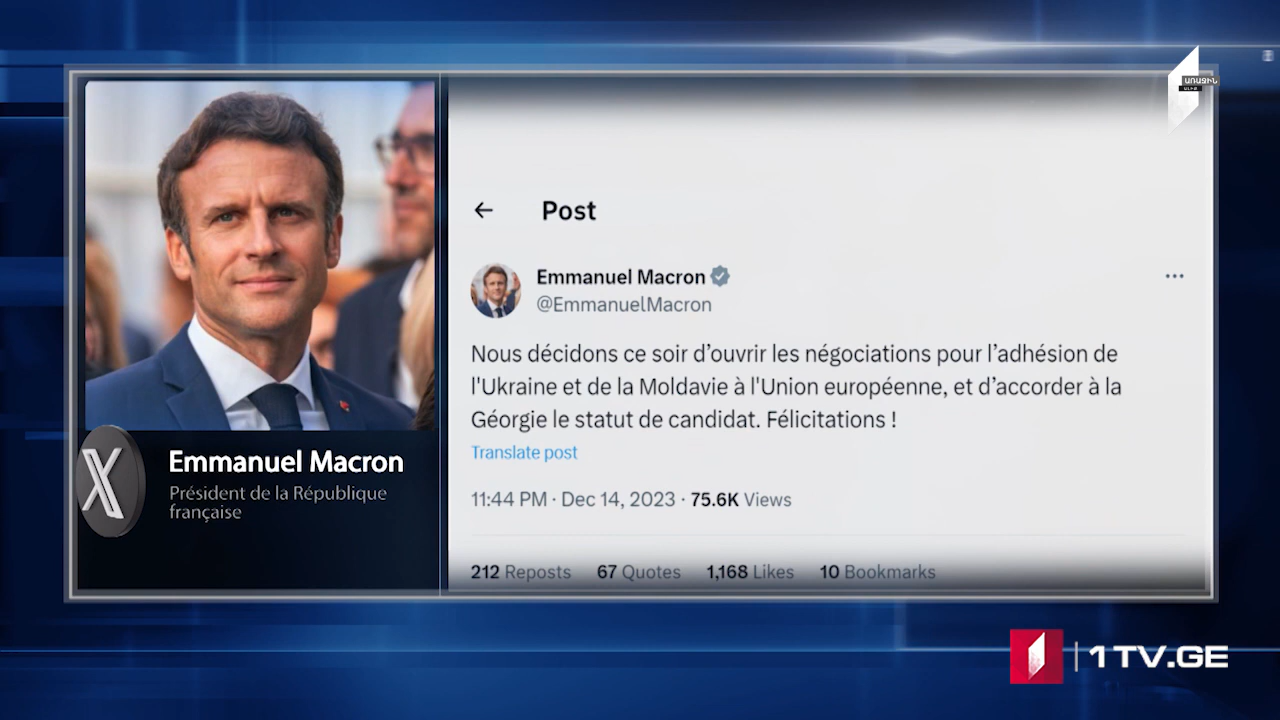 ԱՌԱՋԻՆ
ԱԼԻՔ
Post
Emmanuel Macron
@EmmanuelMacron
Nous décidons ce soir d’ouvrir les négociations pour l’adhésion de
l'Ukraine et de la Moldavie à l'Union européenne, et d’accorder à la
Géorgie le statut de candidat. Félicitations !
Translate post
11:44 PM · Dec 14, 2023 · 75.6K Views
212 Reposts 67 Quotes 1,168 Likes 10 Bookmarks
Emmanuel Macron
Président de la République
française
1TV.GE